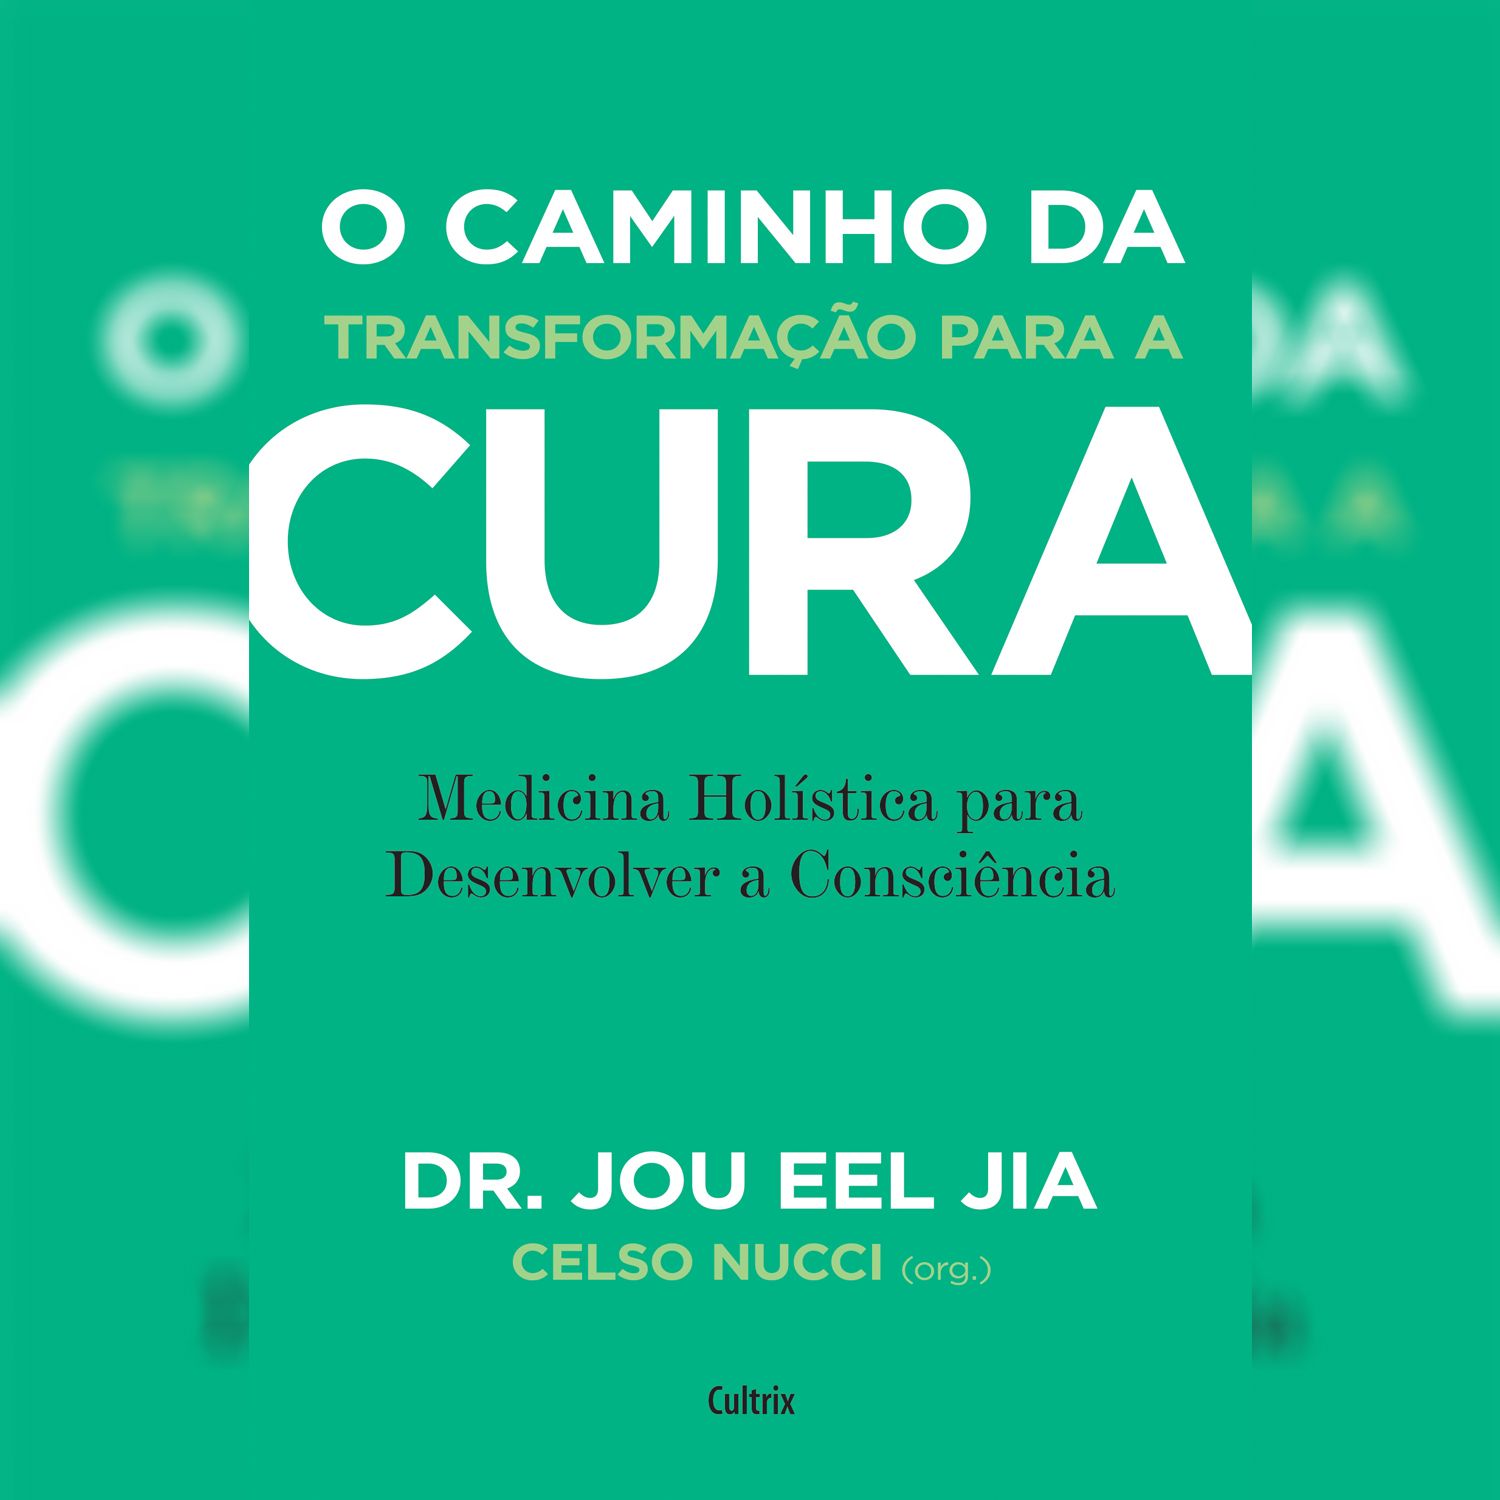 O CAMINHO DA
TRANSFORMAÇÃO PARA A
CURA
Medicina Holística para
Desenvolver a Consciência
DR. JOU EEL JIA
CELSO NUCCI (org.)
Cultrix